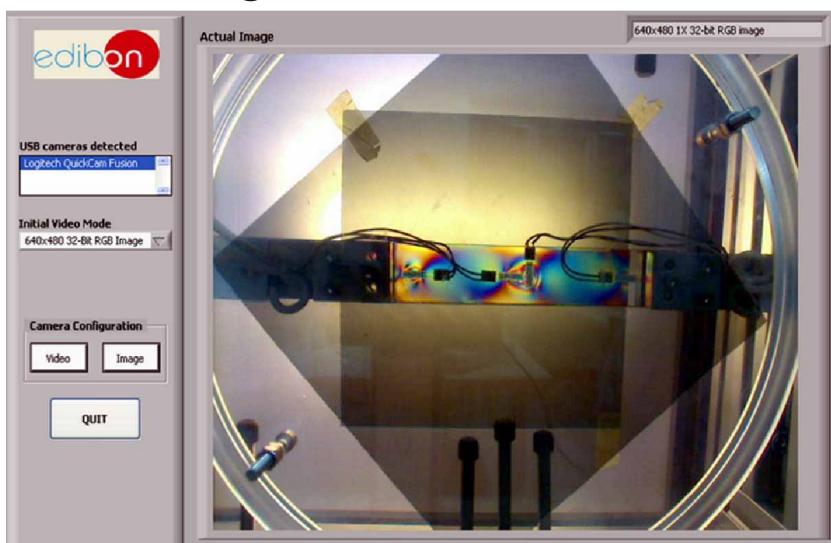 edibon
USB cameras detected
Logitech QuickCam Fusion
Initial Video Mode
640x480 32-Bit RGB Image
Camera Configuration
Video
Image
QUIT
Actual Image
640x480 1X 32-bit RGB image